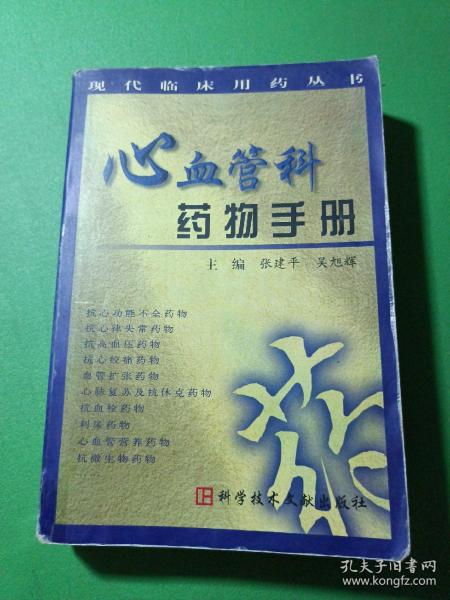 现代临床用药丛书
心血管科
药物手册
主编 张建平 吴旭辉
抗心功能不全药物
抗心律失常药物
抗高血压药物
抗心绞痛药物
血管扩张药物
心肺复苏及抗休克药物
抗血栓药物
利尿药物
心血管营养药物
抗微生物药物
科学技术文献出版社
孔夫子旧书网
www.kongfz.com